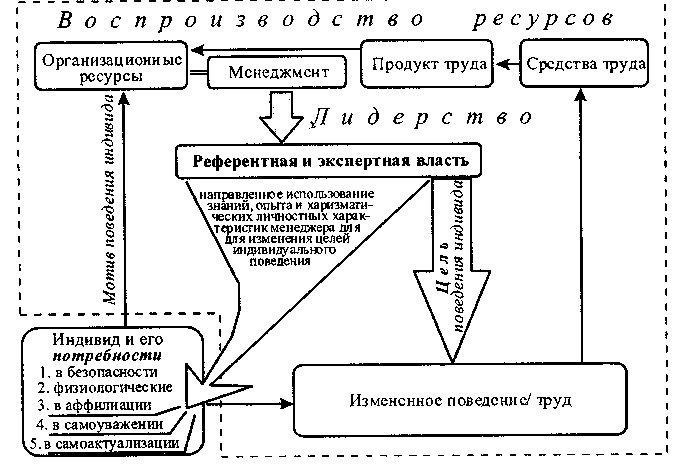 Воспроизводство ресурсов
Организационные
ресурсы
Менеджмент
Продукт труда
Средства труда
Лидерство
Референтная и экспертная власть
направленное использование
знаний, опыта и харизмати-
ческих личностных харак-
теристик менеджера для
для изменения целей
индивидуального
поведения
Цель
поведения индивида
Мотив поведения индивида
Индивид и его
потребности
1. в безопасности
2. физиологические
3. в аффилиации
4. в самоуважении
5. в самоактуализации
Измененное поведение/ труд